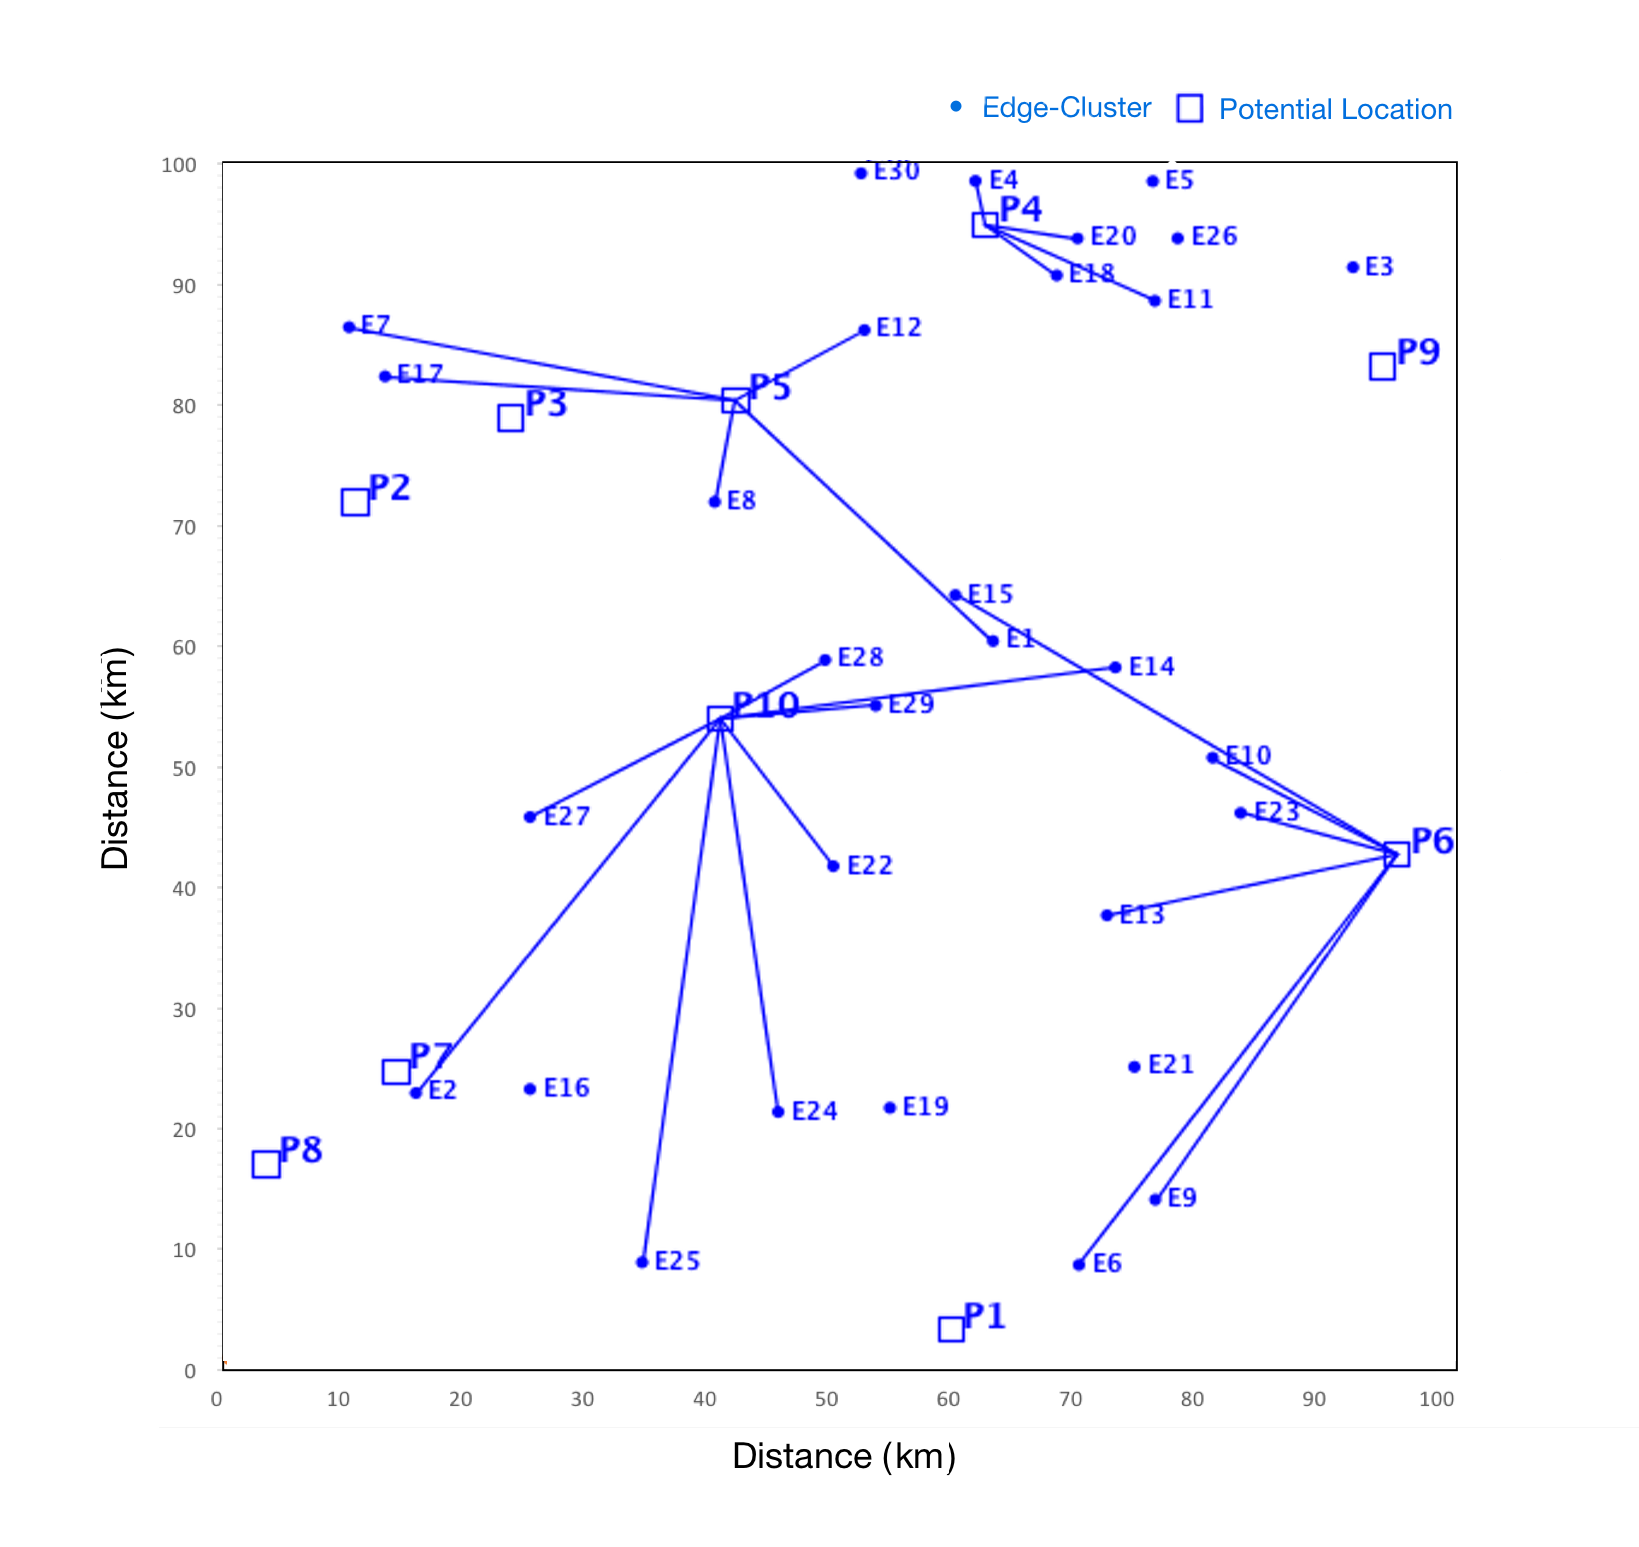 Edge-Cluster Potential Location
100
E30
E4
E5
P4
E20
E26
E18
E3
90
E11
E7
E12
P9
E17
P5
80
P3
P2
E8
70
E15
60
E1
E28
E14
P10
E29
50
E10
E27
E23
P6
40
E22
E13
30
P7
E21
E2
E16
20
E24
E19
P8
E9
10
E25
E6
P1
0
0 10 20 30 40 50 60 70 80 90 100
Distance (km)
Distance (km)